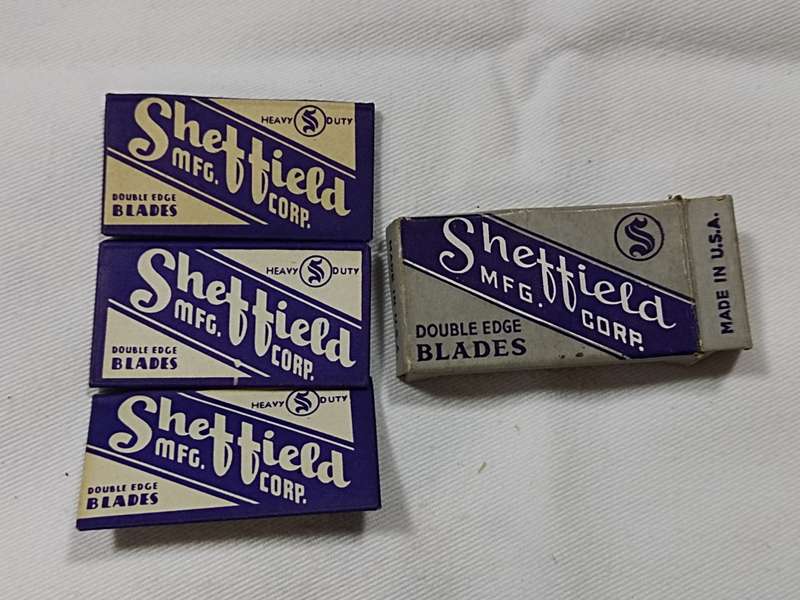 HEAVY S DUTY
Sheffield
MFG. CORP.
DOUBLE EDGE
BLADES
HEAVY S DUTY
Sheffield
MFG. CORP.
DOUBLE EDGE
BLADES
HEAVY S DUTY
Sheffield
MFG. CORP.
DOUBLE EDGE
BLADES
S
Sheffield
MFG. CORP.
DOUBLE EDGE
BLADES
MADE IN U.S.A.